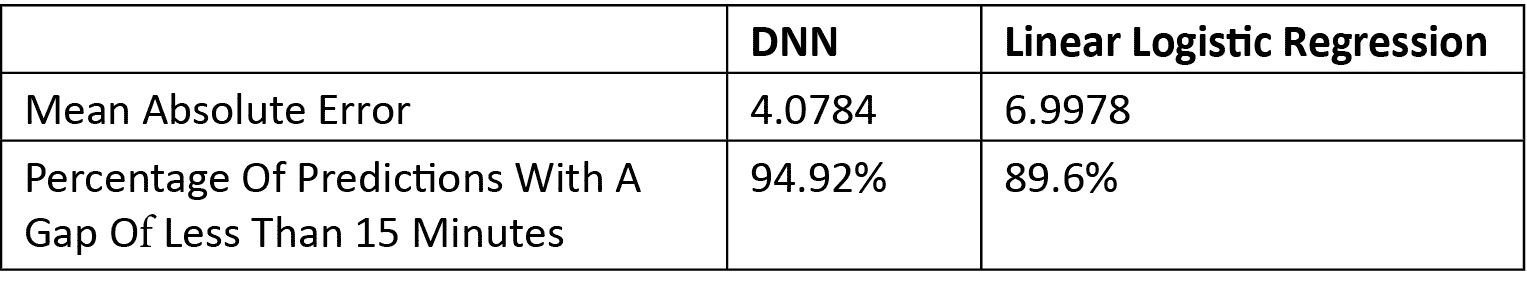 DNN Linear Logistic Regression
Mean Absolute Error 4.0784 6.9978
Percentage Of Predictions With A 94.92% 89.6%
Gap Of Less Than 15 Minutes